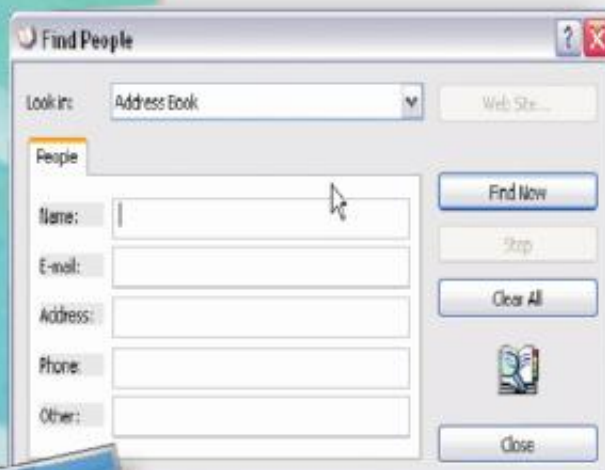 Find People
Look in: Address Book
Web Site...
People
Find Now
Name:
Stop
E-mail:
Clear All
Address:
Phone:
Other:
Close